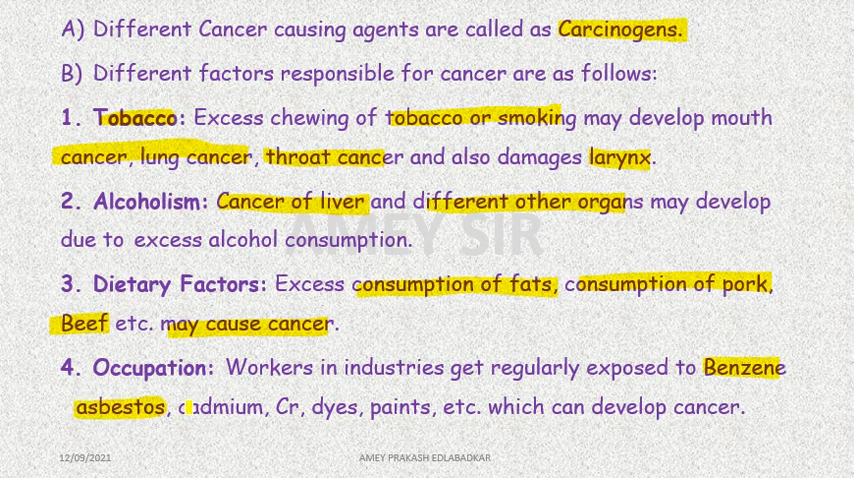 A) Different Cancer causing agents are called as Carcinogens.
B) Different factors responsible for cancer are as follows:
1. Tobacco: Excess chewing of tobacco or smoking may develop mouth
cancer, lung cancer, throat cancer and also damages larynx.
2. Alcoholism: Cancer of liver and different other organs may develop
AMEY SIR
due to excess alcohol consumption.
3. Dietary Factors: Excess consumption of fats, consumption of pork,
Beef etc. may cause cancer.
4. Occupation: Workers in industries get regularly exposed to Benzene
asbestos, cadmium, Cr, dyes, paints, etc. which can develop cancer.
12/09/2021 AMEY PRAKASH EDLABADKAR